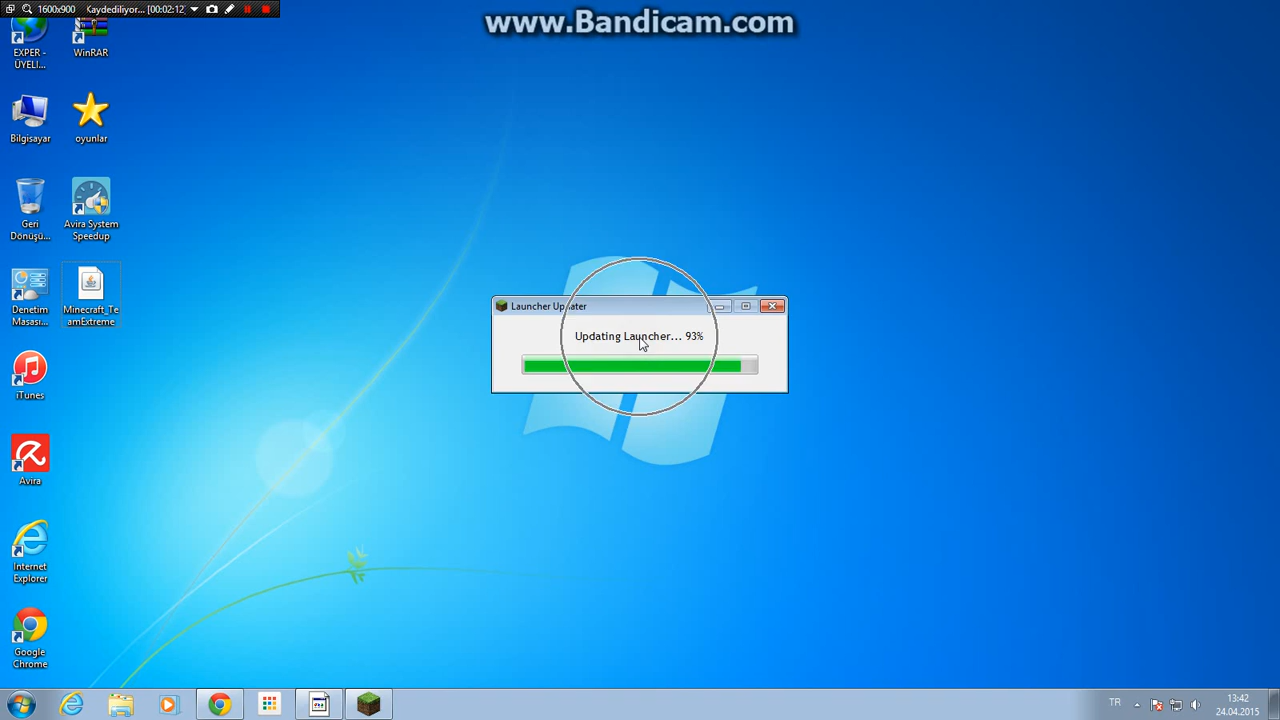 1600x900 Kaydediliyor... [00:02:12]
www.Bandicam.com
EXPER -
ÜYELİ...
WinRAR
Bilgisayar
oyunlar
Geri
Dönüşü...
Avira System
Speedup
Denetim
Masası...
Minecraft_Te
amExtreme
iTunes
Avira
Internet
Explorer
Google
Chrome
Launcher Updater
Updating Launcher... 93%
TR
13:42
24.04.2015